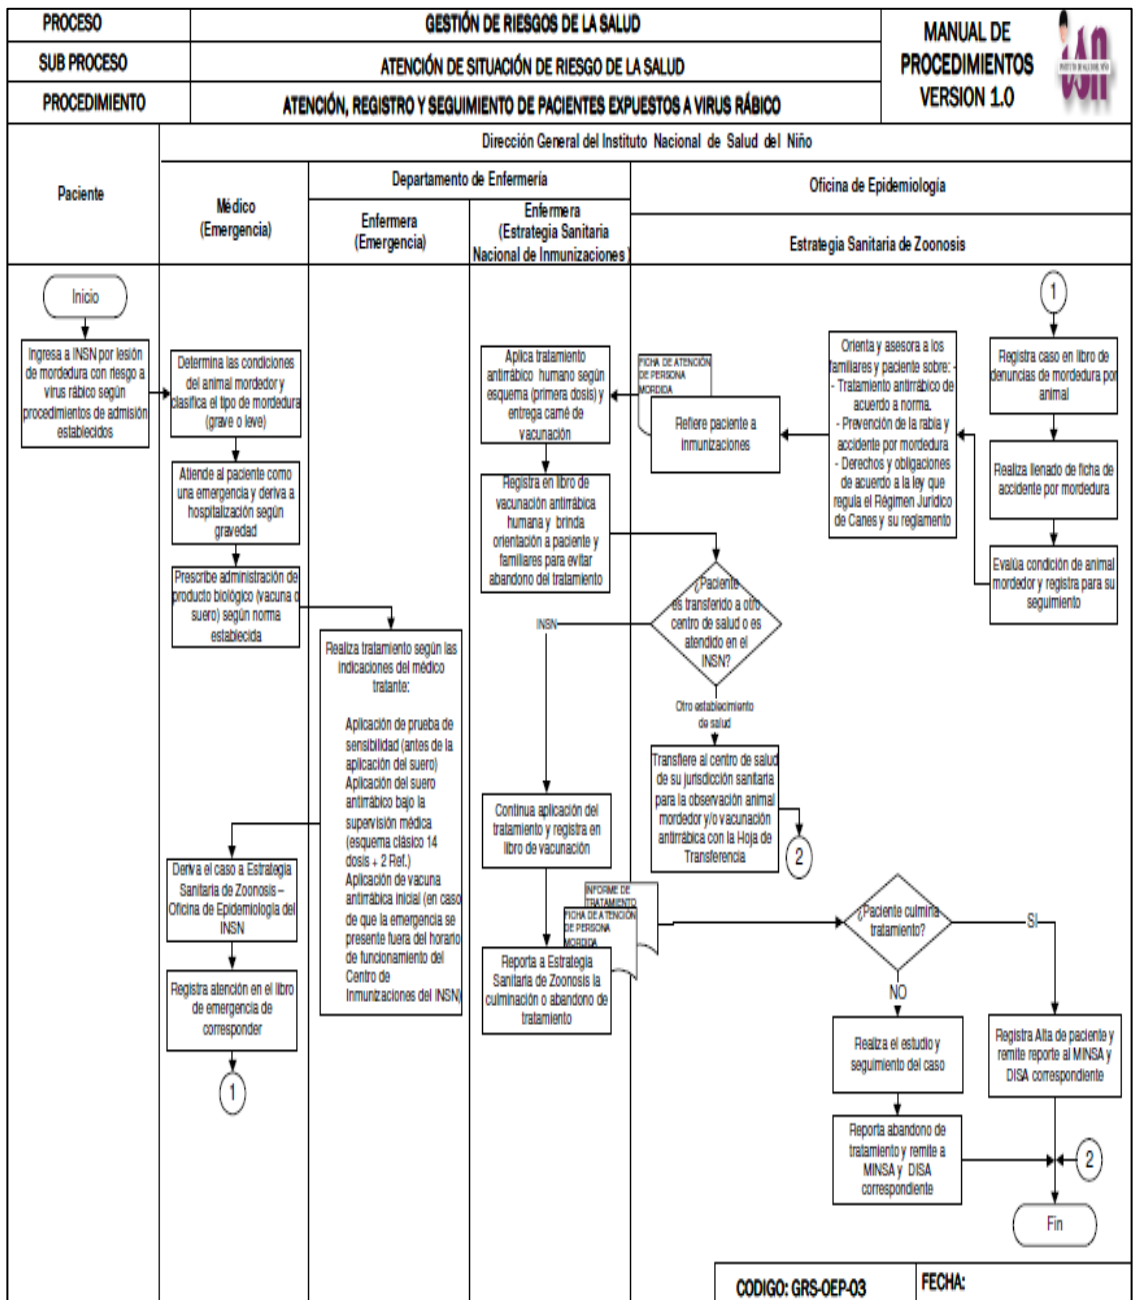 PROCESO
GESTIÓN DE RIESGOS DE LA SALUD
SUB PROCESO
ATENCIÓN DE SITUACIÓN DE RIESGO DE LA SALUD
PROCEDIMIENTO
ATENCIÓN, REGISTRO Y SEGUIMIENTO DE PACIENTES EXPUESTOS A VIRUS RÁBICO
MANUAL DE
PROCEDIMIENTOS
VERSION 1.0
isn
INSTITUTO DE SALUD DEL NIÑO
Dirección General del Instituto Nacional de Salud del Niño
Paciente
Médico
(Emergencia)
Departamento de Enfermería
Enfermera
(Emergencia)
Enfermera
(Estrategia Sanitaria
Nacional de Inmunizaciones )
Oficina de Epidemiología
Estrategia Sanitaria de Zoonosis
Inicio
Ingresa a INSN por lesión
de mordedura con riesgo a
virus rábico según
procedimientos de admisión
establecidos
Determina las condiciones
del animal mordedor y
clasifica el tipo de mordedura
(grave o leve)
Atiende al paciente como
una emergencia y deriva a
hospitalización según
gravedad
Prescribe administración de
producto biológico (vacuna o
suero) según norma
establecida
Realiza tratamiento según las
indicaciones del médico
tratante:
Aplicación de prueba de
sensibilidad (antes de la
aplicación del suero)
Aplicación del suero
antirrábico bajo la
supervisión médica
(esquema clásico 14
dosis + 2 Ref.)
Aplicación de vacuna
antirrábica inicial (en caso
de que la emergencia se
presente fuera del horario
de funcionamiento del
Centro de
Inmunizaciones del INSN)
Deriva el caso a Estrategia
Sanitaria de Zoonosis –
Oficina de Epidemiología del
INSN
Registra atención en el libro
de emergencia de
corresponder
1
1
Registra caso en libro de
denuncias de mordedura por
animal
Realiza llenado de ficha de
accidente por mordedura
Evalúa condición de animal
mordedor y registra para su
seguimiento
Orienta y asesora a los
familiares y paciente sobre: -
- Tratamiento antirrábico de
acuerdo a norma.
- Prevención de la rabia y
accidente por mordedura
- Derechos y obligaciones
de acuerdo a la ley que
regula el Régimen Jurídico
de Canes y su reglamento
FICHA DE ATENCIÓN
DE PERSONA
MORDIDA
Refiere paciente a
inmunizaciones
Aplica tratamiento
antirrábico humano según
esquema (primera dosis) y
entrega carné de
vacunación
Registra en libro de
vacunación antirrábica
humana y brinda
orientación a paciente y
familiares para evitar
abandono del tratamiento
¿Paciente
es transferido a otro
centro de salud o es
atendido en el
INSN?
INSN
Otro establecimiento
de salud
Transfiere al centro de salud
de su jurisdicción sanitaria
para la observación animal
mordedor y/o vacunación
antirrábica con la Hoja de
Transferencia
2
Continua aplicación del
tratamiento y registra en
libro de vacunación
INFORME DE
TRATAMIENTO
FICHA DE ATENCIÓN
DE PERSONA
MORDIDA
Reporta a Estrategia
Sanitaria de Zoonosis la
culminación o abandono de
tratamiento
¿Paciente culmina
tratamiento?
SI
NO
Realiza el estudio y
seguimiento del caso
Reporta abandono de
tratamiento y remite a
MINSA y DISA
correspondiente
Registra Alta de paciente y
remite reporte al MINSA y
DISA correspondiente
2
Fin
CODIGO: GRS-OEP-03
FECHA: